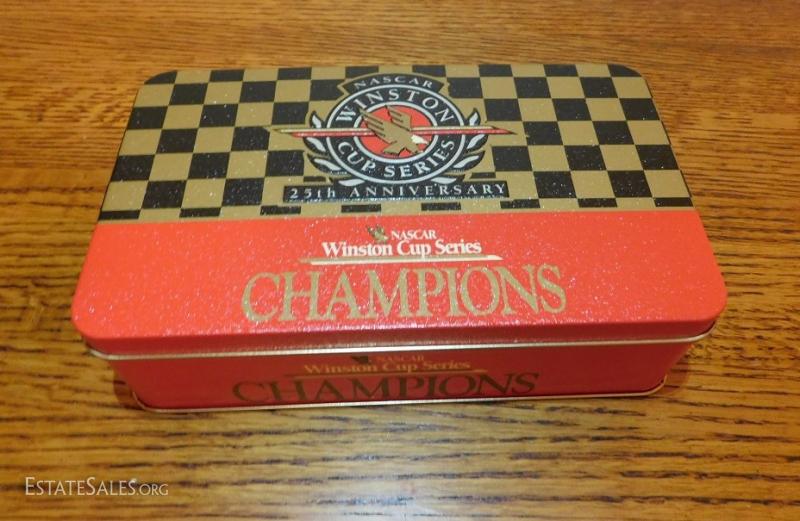 NASCAR
WINSTON
CUP SERIES
25th ANNIVERSARY
NASCAR
Winston Cup Series
CHAMPIONS
NASCAR
Winston Cup Series
CHAMPIONS
ESTATESALES.ORG